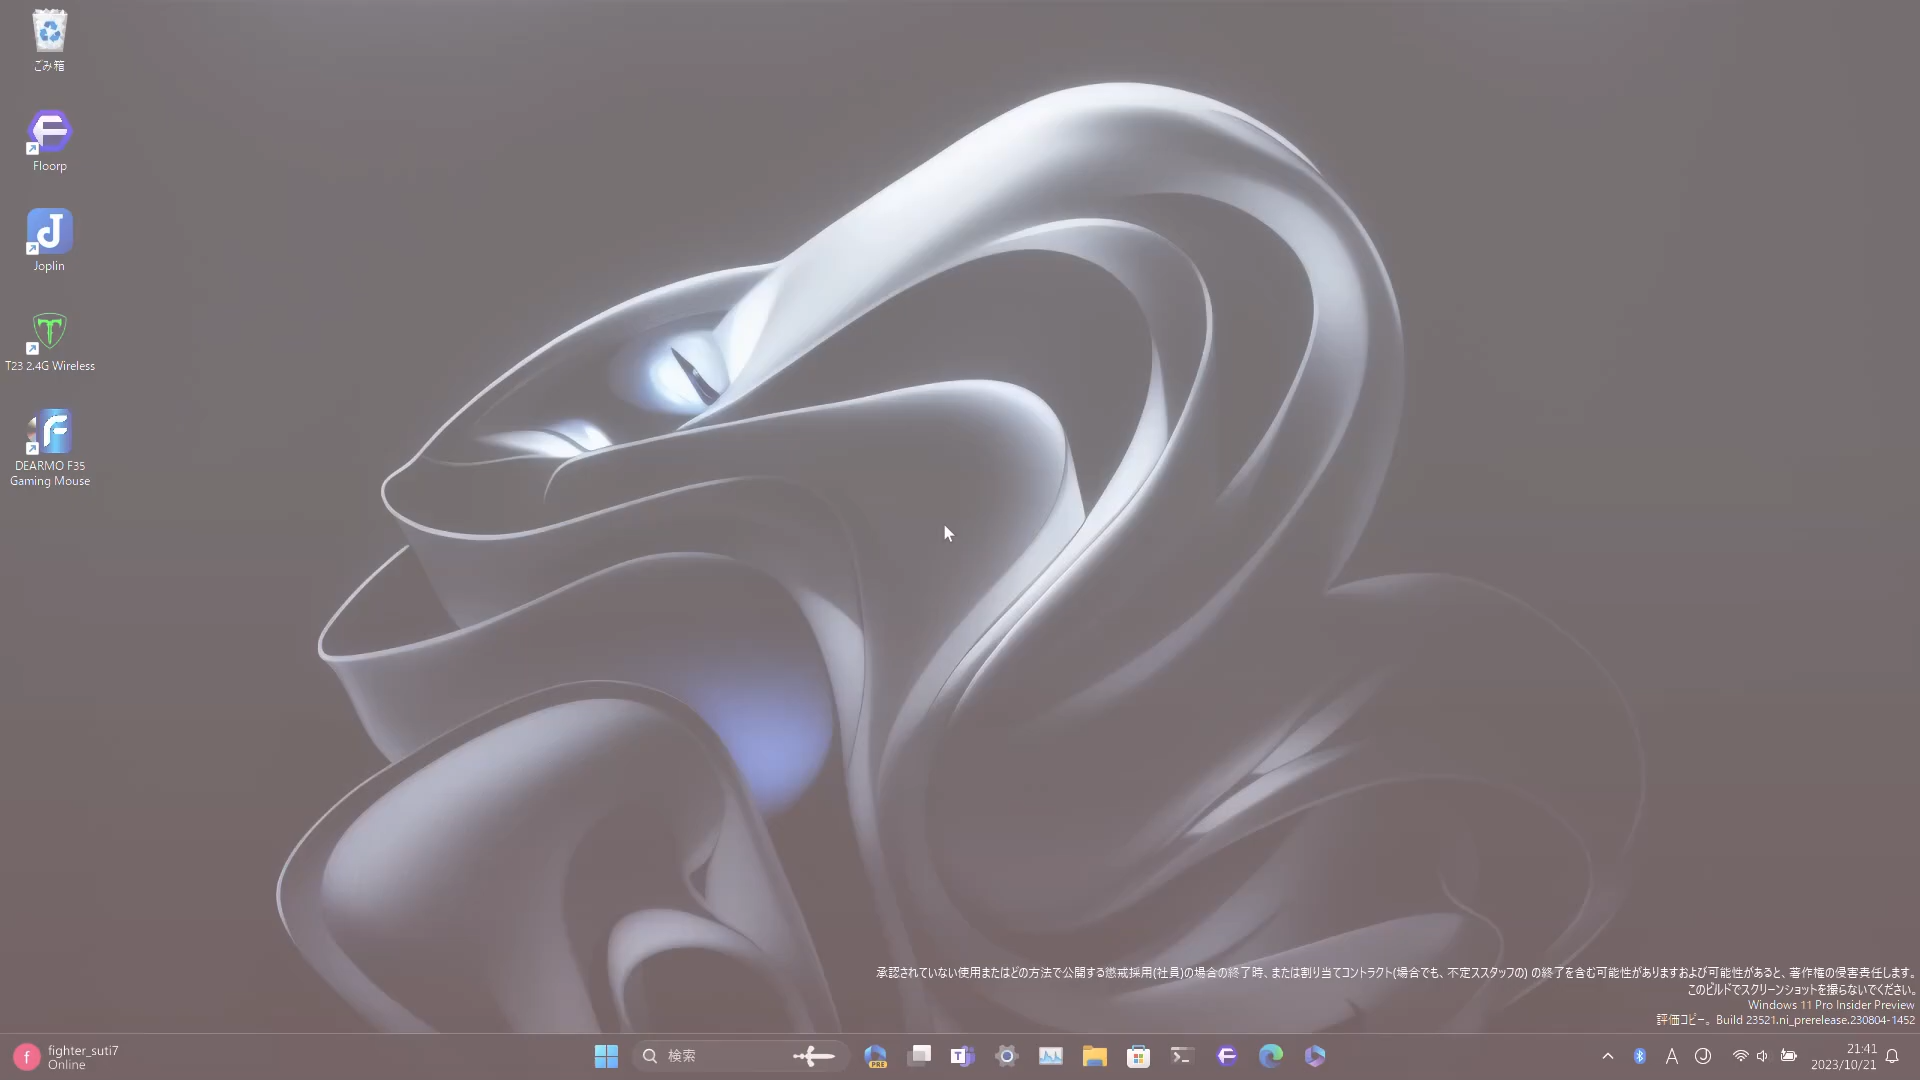 ごみ箱
Floorp
Joplin
T23 2.4G Wireless
DEARMO F35
Gaming Mouse
承認されていない使用またはどの方法で公開する懲戒採用(社員)の場合の終了時、または割り当てコントラクト(場合でも、不定ススタッフの) の終了を含む可能性がありますおよび可能性があると、著作権の侵害責任します。
このビルドでスクリーンショットを撮らないでください。
Windows 11 Pro Insider Preview
評価コピー。 Build 23521.ni_prerelease.230804-1452
f
fighter_suti7
Online
検索
PRE
A
21:41
2023/10/21